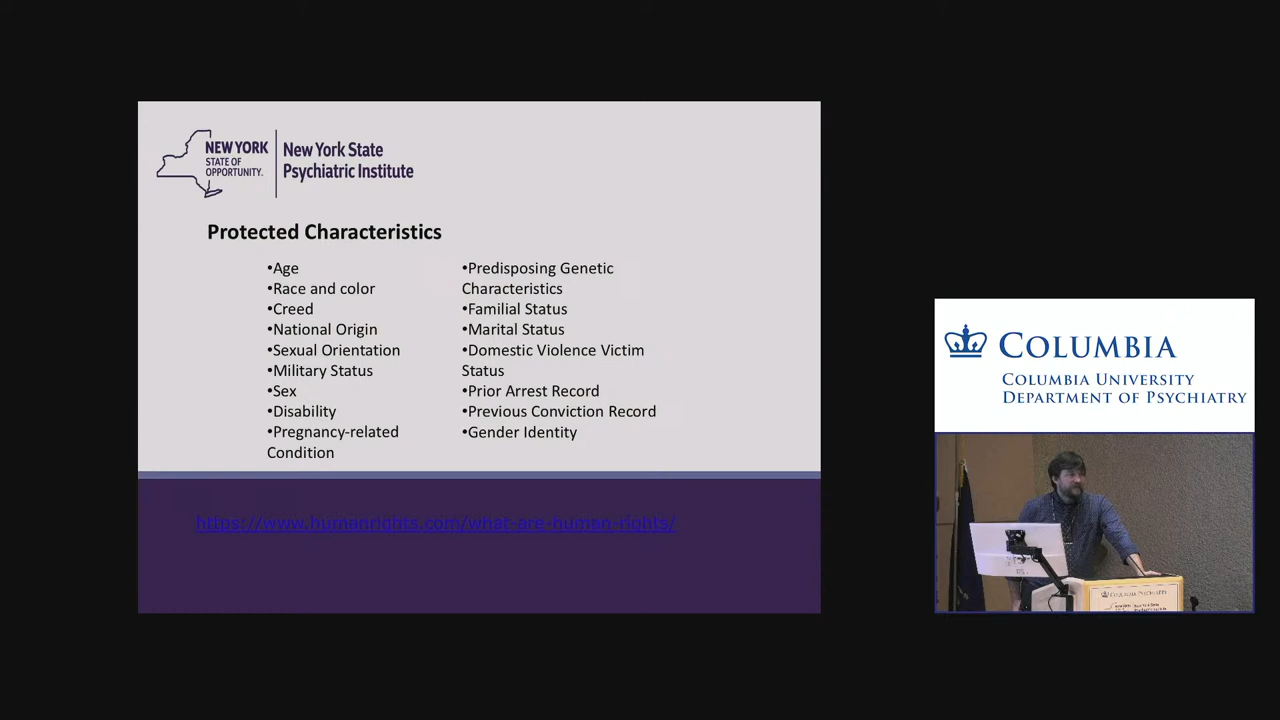 NEW YORK
STATE OF
OPPORTUNITY.
New York State
Psychiatric Institute
Protected Characteristics
•Age
•Race and color
•Creed
•National Origin
•Sexual Orientation
•Military Status
•Sex
•Disability
•Pregnancy-related
Condition
•Predisposing Genetic
Characteristics
•Familial Status
•Marital Status
•Domestic Violence Victim
Status
•Prior Arrest Record
•Previous Conviction Record
•Gender Identity
https://www.humanrights.com/what-are-human-rights/
COLUMBIA
COLUMBIA UNIVERSITY
DEPARTMENT OF PSYCHIATRY
COLUMBIA PSYCHIATRY